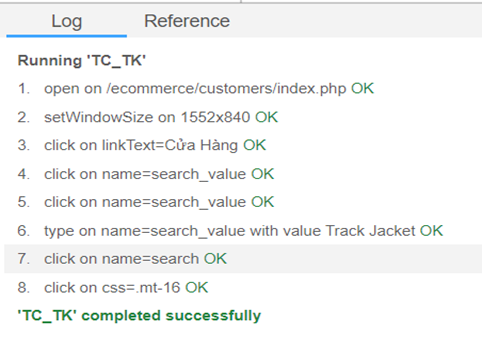 Log Reference
Running 'TC_TK'
1. open on /ecommerce/customers/index.php OK
2. setWindowSize on 1552x840 OK
3. click on linkText=Cửa Hàng OK
4. click on name=search_value OK
5. click on name=search_value OK
6. type on name=search_value with value Track Jacket OK
7. click on name=search OK
8. click on css=.mt-16 OK
'TC_TK' completed successfully